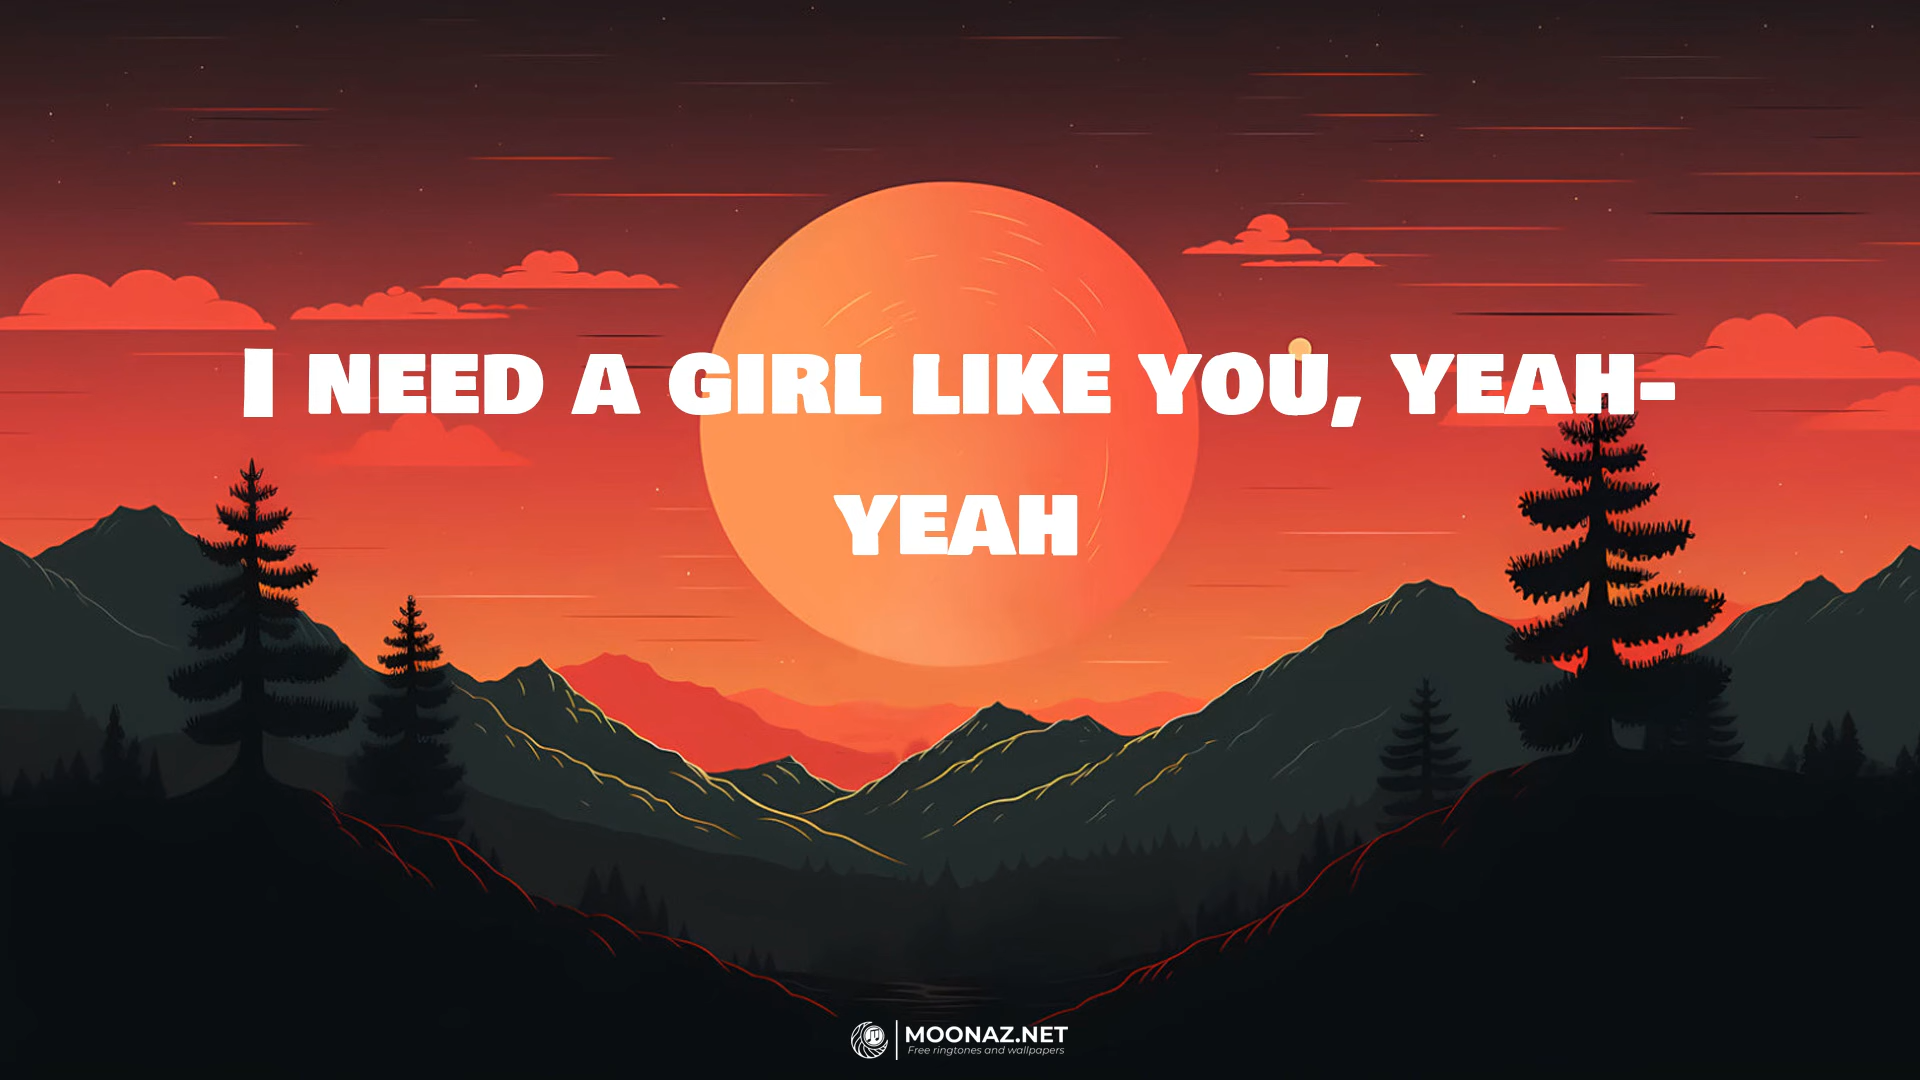 I NEED A GIRL LIKE YOU, YEAH-
YEAH
MOONAZ.NET
Free ringtones and wallpapers